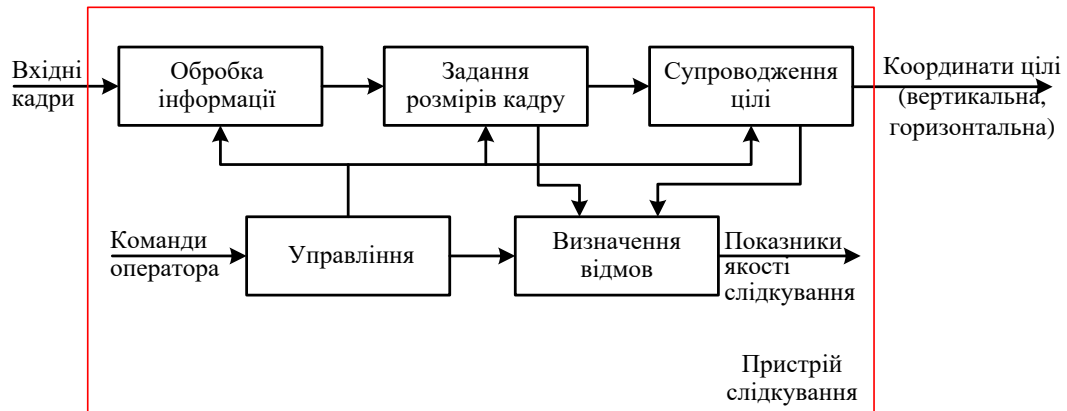 Вхідні
кадри
Обробка
інформації
Задання
розмірів кадру
Супроводження
цілі
Координати цілі
(вертикальна,
горизонтальна)
Команди
оператора
Управління
Визначення
відмов
Показники
якості
слідкування
Пристрій
слідкування